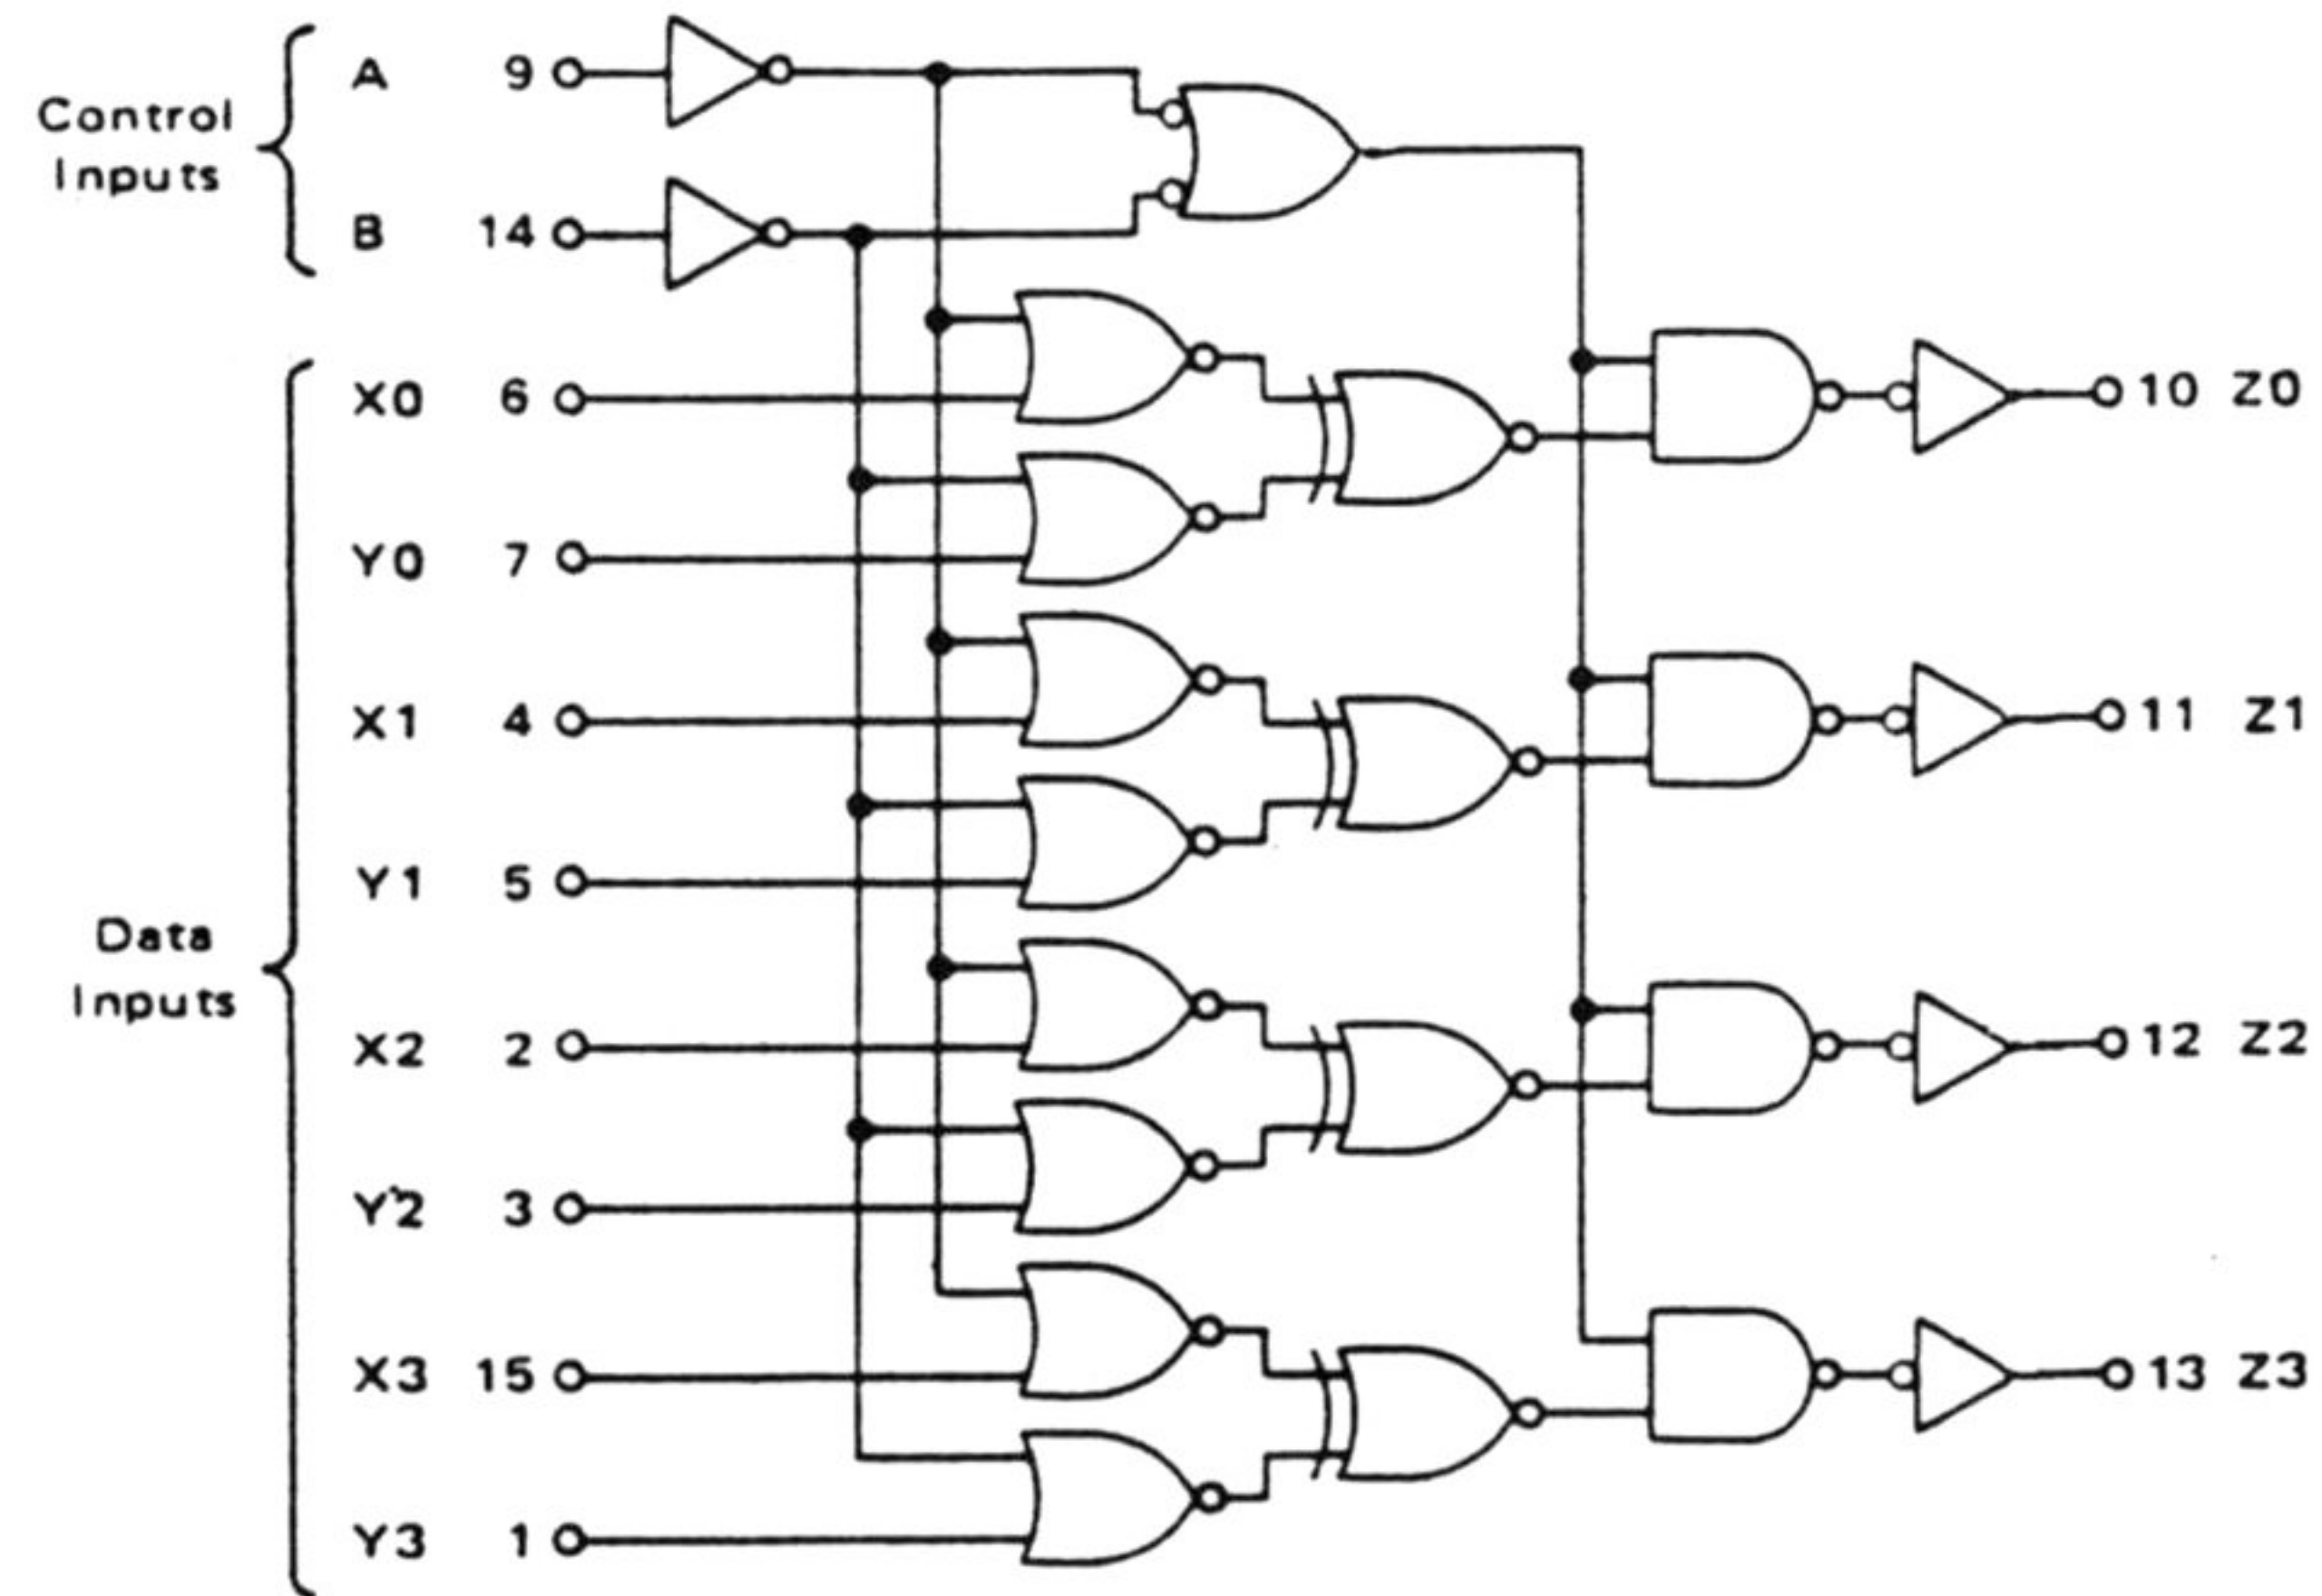 Control
Inputs
A 9
B 14
X0 6
Y0 7
X1 4
Y1 5
Data
Inputs
X2 2
Y2 3
X3 15
Y3 1
10 Z0
11 Z1
12 Z2
13 Z3